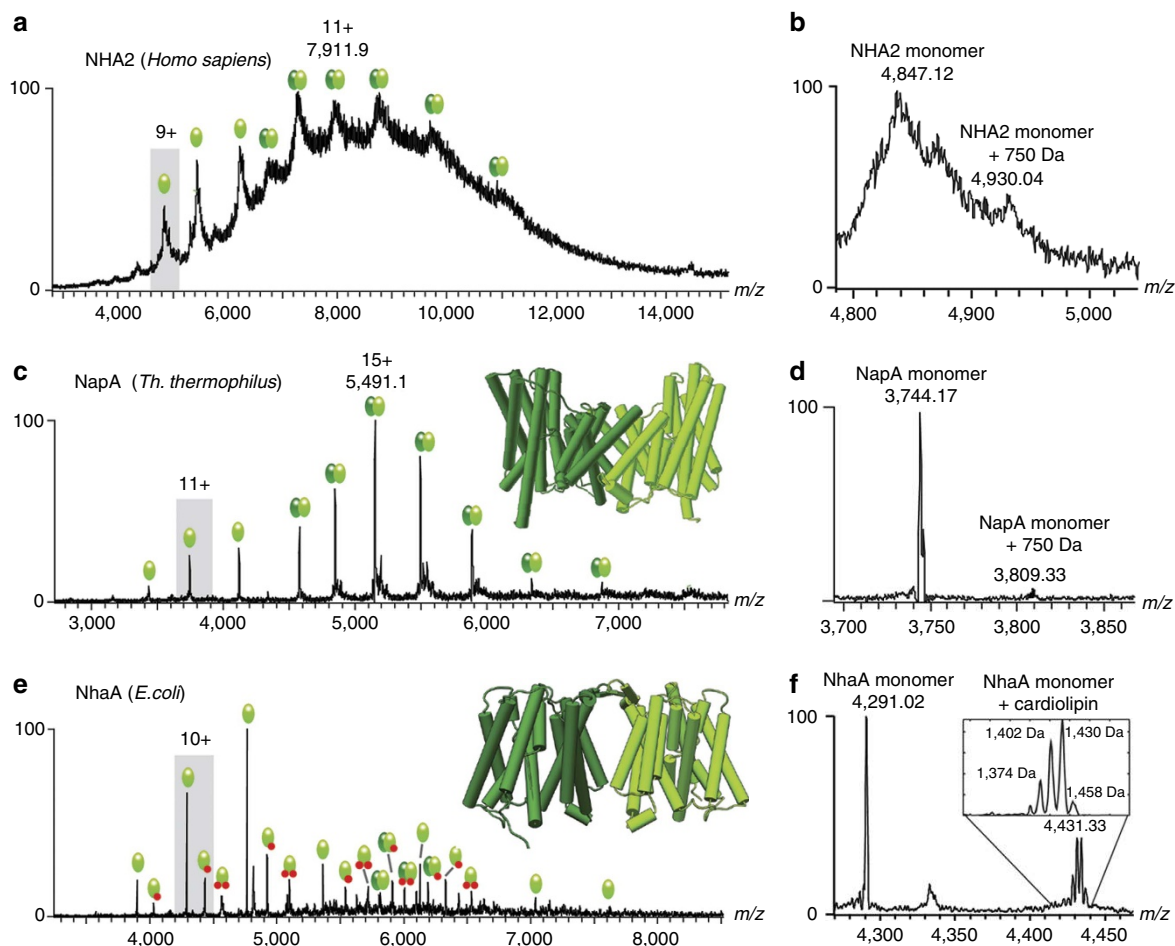 a
NHA2 (Homo sapiens)
11+
7,911.9
100
9+
0
m/z
4,000 6,000 8,000 10,000 12,000 14,000
b
NHA2 monomer
4,847.12
100
NHA2 monomer
+ 750 Da
4,930.04
0
m/z
4,800 4,900 5,000
c
NapA (Th. thermophilus)
15+
5,491.1
100
11+
0
m/z
3,000 4,000 5,000 6,000 7,000
d
NapA monomer
3,744.17
100
NapA monomer
+ 750 Da
3,809.33
0
m/z
3,700 3,750 3,800 3,850
e
NhaA (E.coli)
100
10+
0
m/z
4,000 5,000 6,000 7,000 8,000
f
NhaA monomer
4,291.02
100
NhaA monomer
+ cardiolipin
1,402 Da
1,430 Da
1,374 Da
1,458 Da
4,431.33
0
m/z
4,300 4,350 4,400 4,450